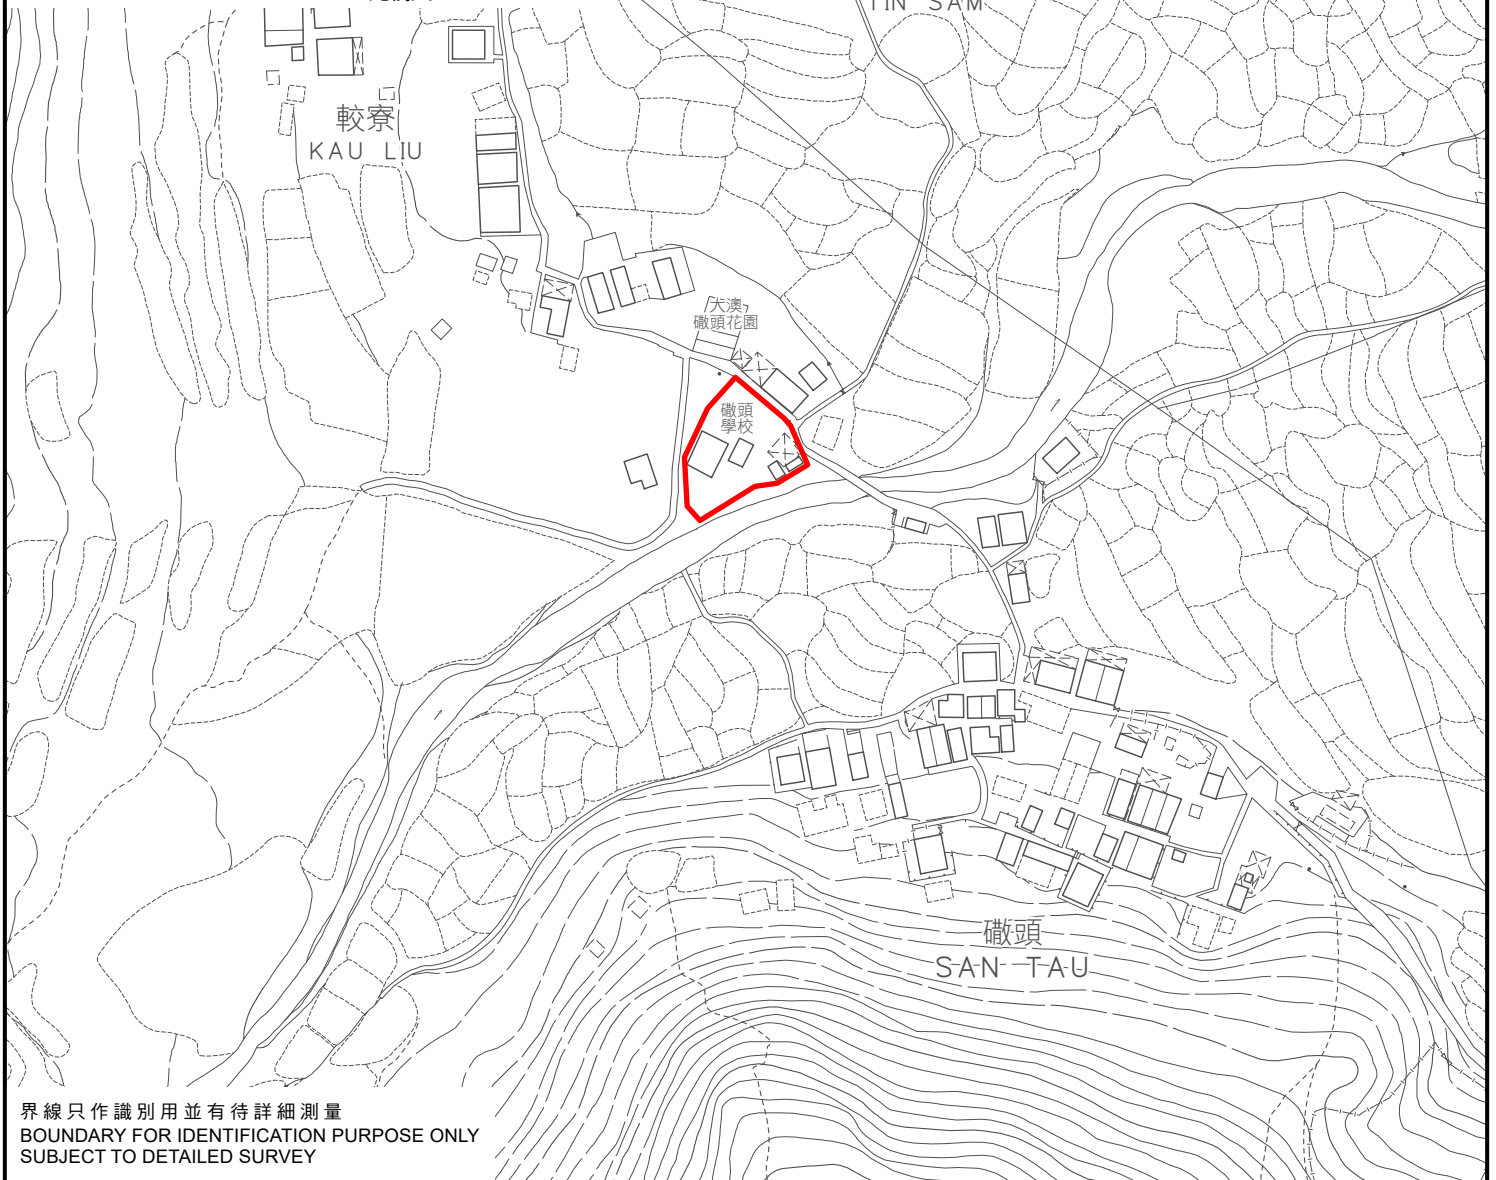 TIN SAM
較寮
KAU LIU
大澳
磡頭花園
磡頭
學校
磡頭
SAN TAU
界線只作識別用並有待詳細測量
BOUNDARY FOR IDENTIFICATION PURPOSE ONLY
SUBJECT TO DETAILED SURVEY